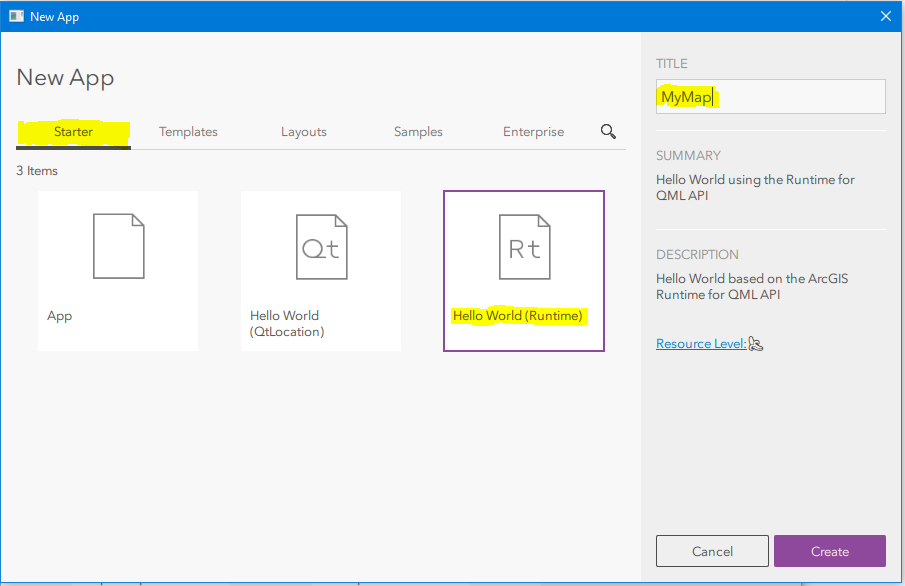 New App
New App
Starter
Templates
Layouts
Samples
Enterprise
3 Items
App
Qt
Hello World
(QtLocation)
Rt
Hello World (Runtime)
TITLE
MyMap
SUMMARY
Hello World using the Runtime for
QML API
DESCRIPTION
Hello World based on the ArcGIS
Runtime for QML API
Resource Level:
Cancel
Create